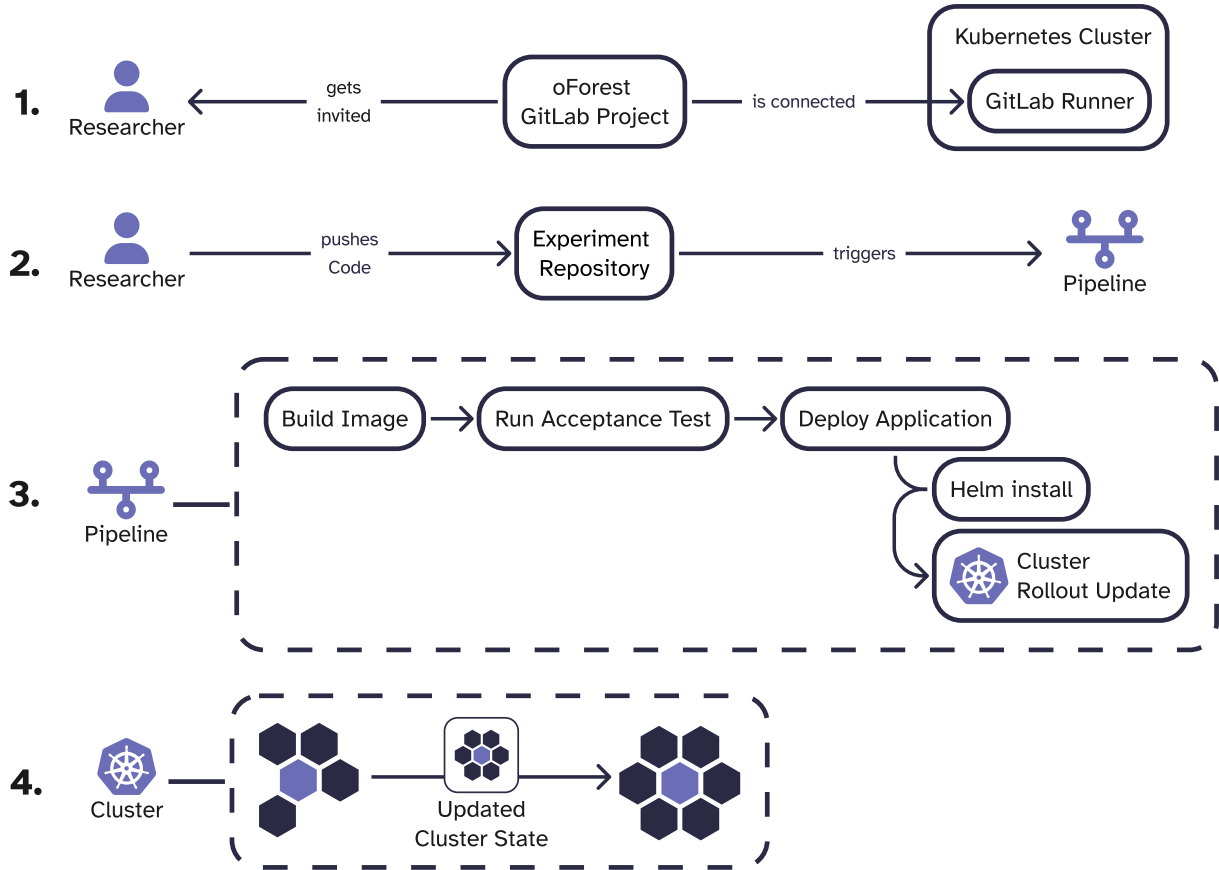 1.
Researcher
gets
invited
oForest
GitLab Project
is connected
Kubernetes Cluster
GitLab Runner
2.
Researcher
pushes
Code
Experiment
Repository
triggers
Pipeline
3.
Pipeline
Build Image
Run Acceptance Test
Deploy Application
Helm install
Cluster
Rollout Update
4.
Cluster
Updated
Cluster State